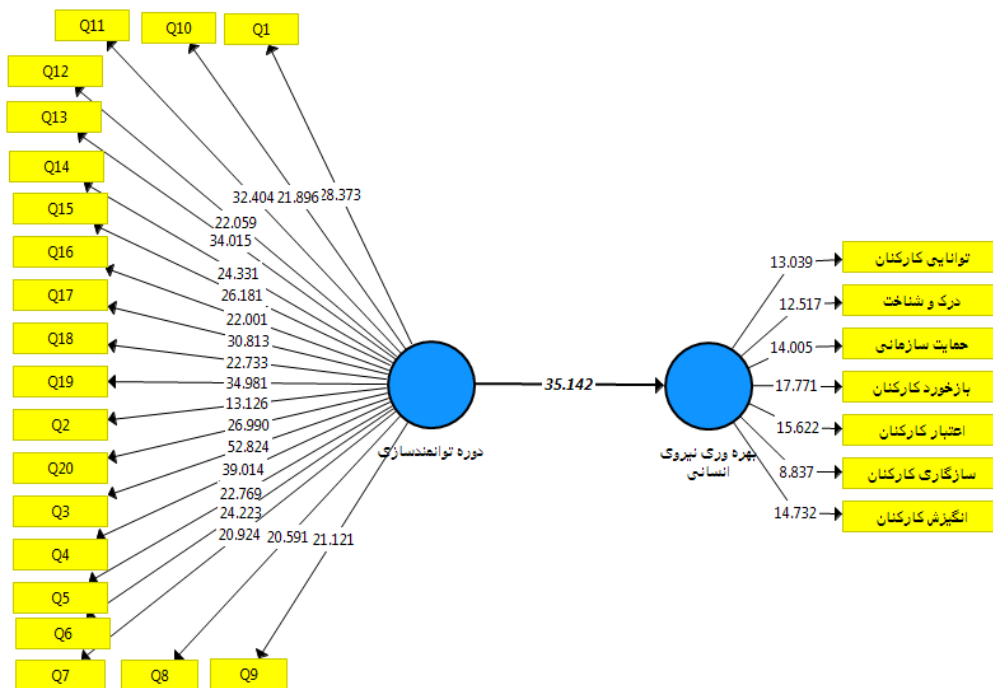 Q11
Q10
Q1
Q12
Q13
Q14
Q15
Q16
Q17
Q18
Q19
Q2
Q20
Q3
Q4
Q5
Q6
Q7
Q8
Q9
32.404
21.896
28.373
22.059
34.015
24.331
26.181
22.001
30.813
22.733
34.981
13.126
26.990
52.824
39.014
22.769
24.223
20.924
20.591
21.121
دوره توانمندسازی
35.142
بهره وری نیروی
انسانی
13.039
12.517
14.005
17.771
15.622
8.837
14.732
توانایی کارکنان
درک و شناخت
حمایت سازمانی
بازخورد کارکنان
اعتبار کارکنان
سازگاری کارکنان
انگیزش کارکنان